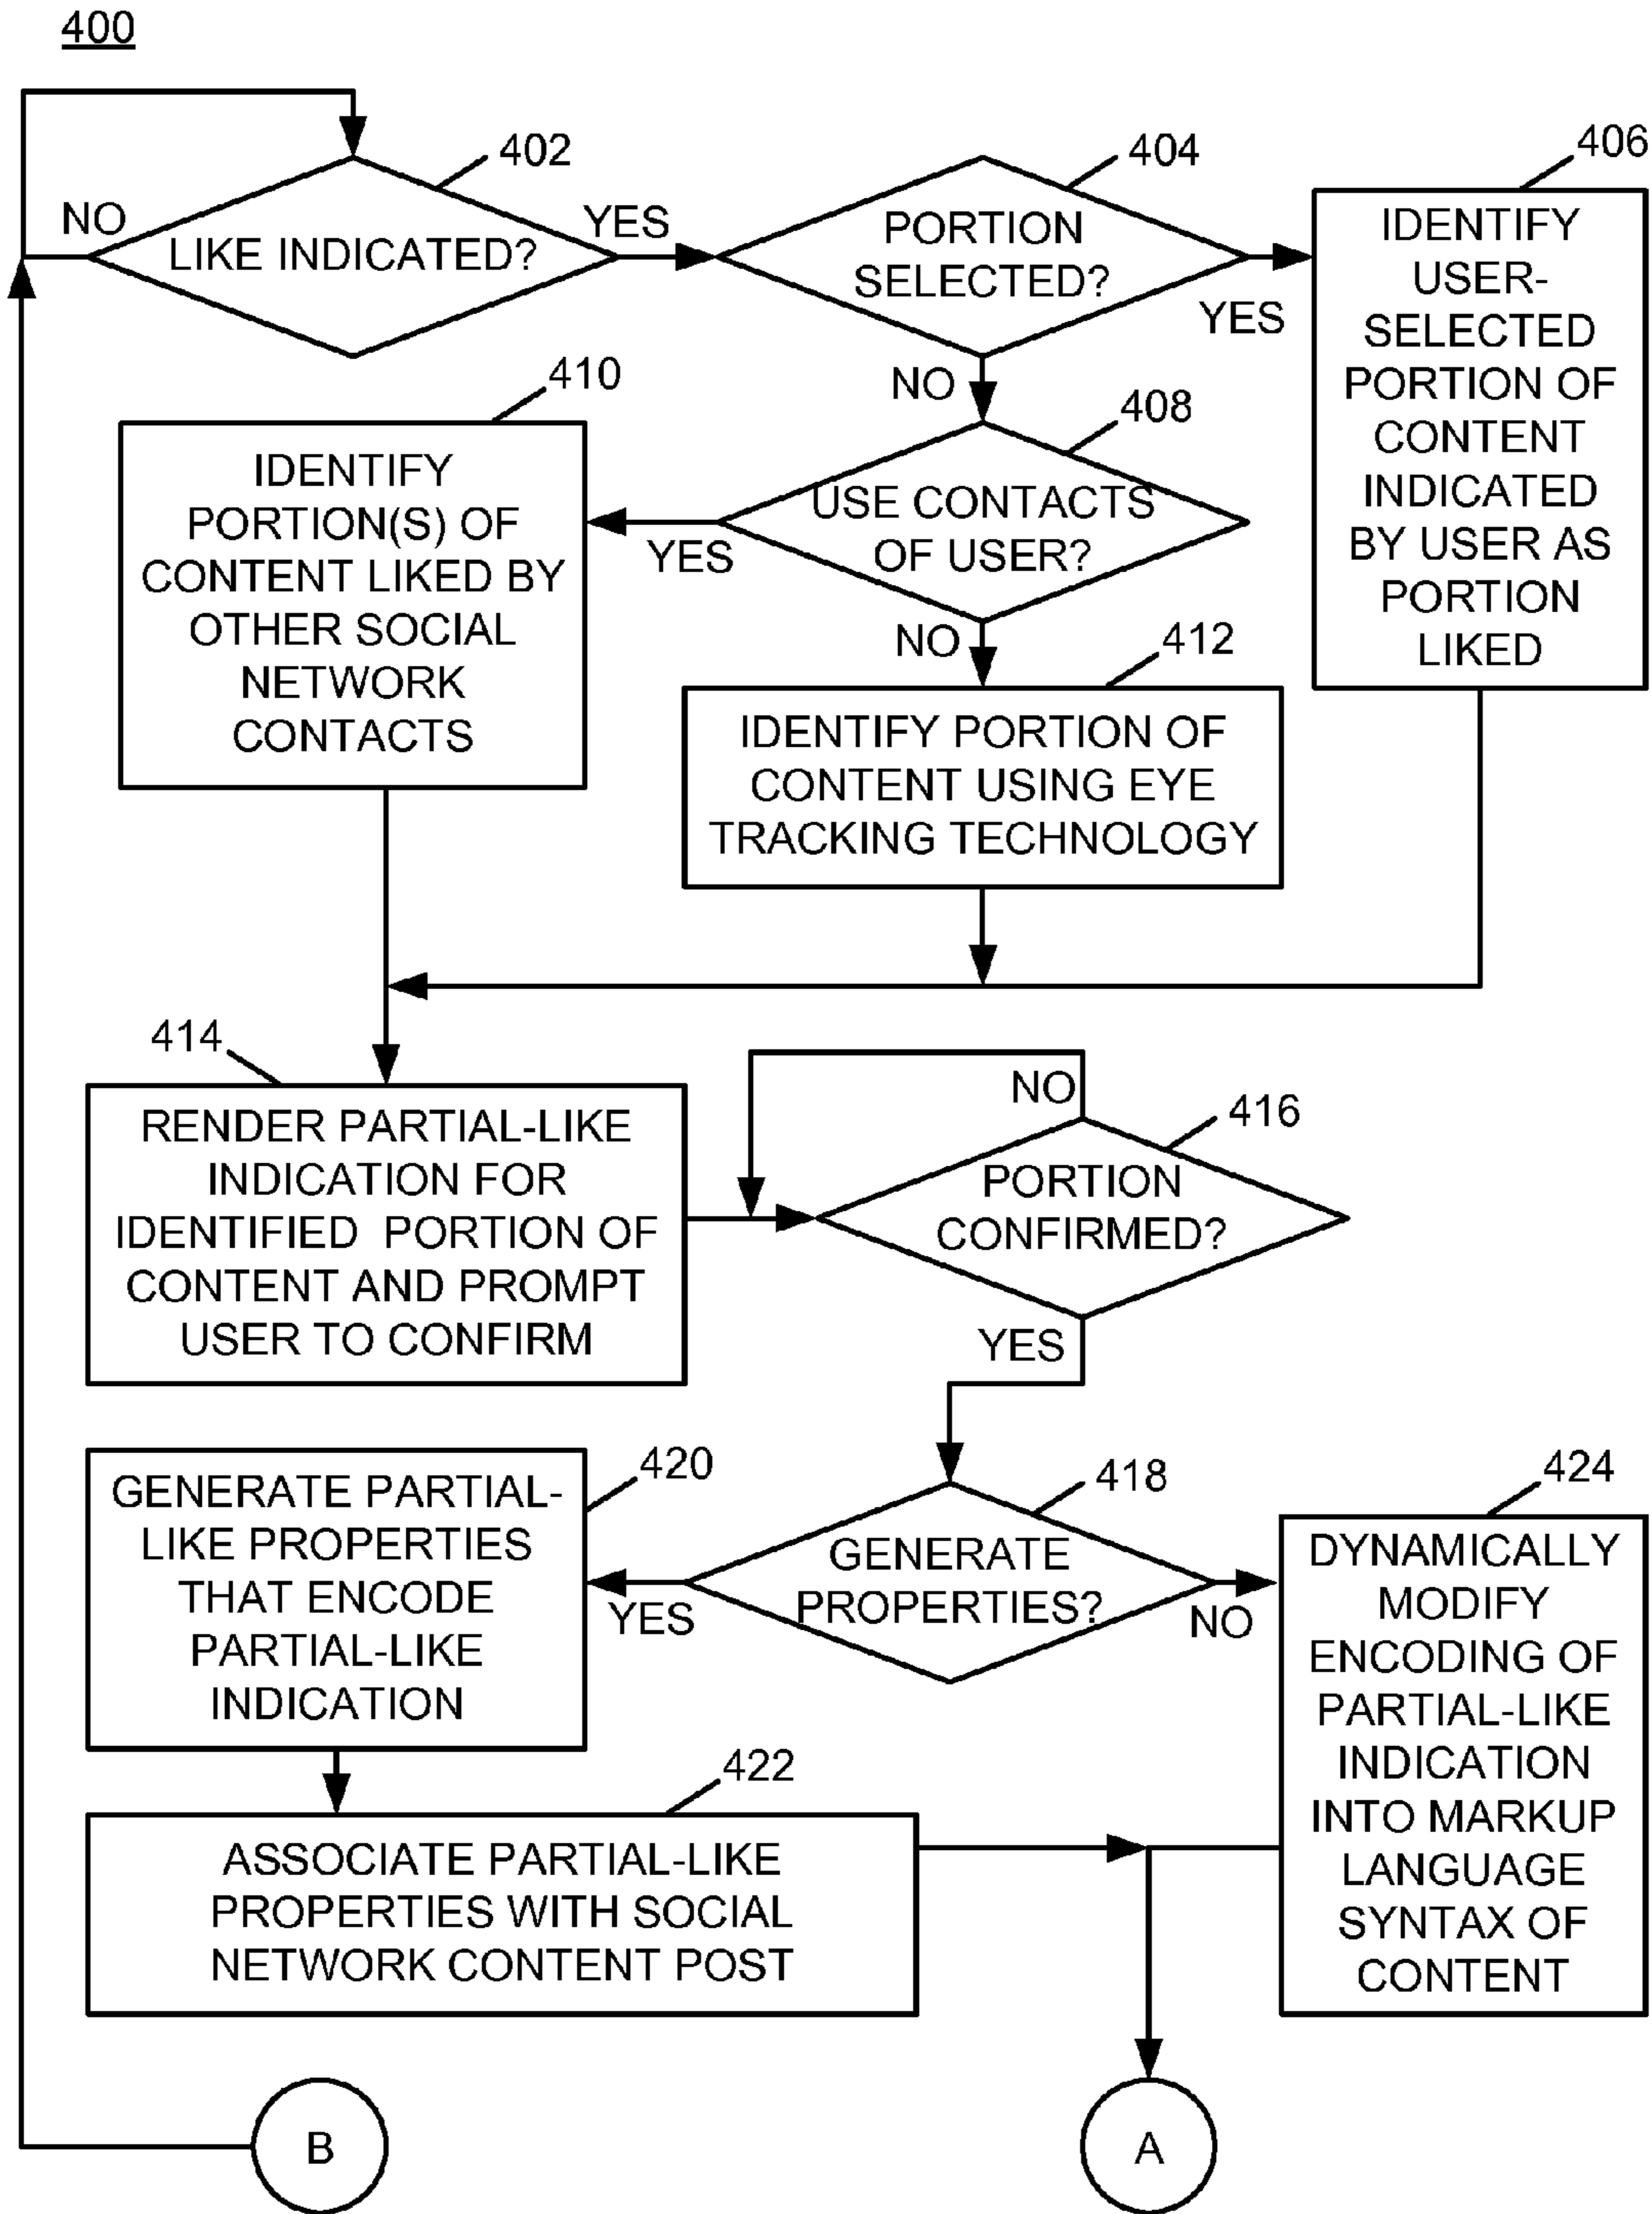 400
402
NO
LIKE INDICATED?
YES
404
PORTION
SELECTED?
YES
NO
406
IDENTIFY
USER-
SELECTED
PORTION OF
CONTENT
INDICATED
BY USER AS
PORTION
LIKED
408
USE CONTACTS
OF USER?
YES
NO
410
IDENTIFY
PORTION(S) OF
CONTENT LIKED BY
OTHER SOCIAL
NETWORK
CONTACTS
412
IDENTIFY PORTION OF
CONTENT USING EYE
TRACKING TECHNOLOGY
414
RENDER PARTIAL-LIKE
INDICATION FOR
IDENTIFIED PORTION OF
CONTENT AND PROMPT
USER TO CONFIRM
NO
416
PORTION
CONFIRMED?
YES
418
GENERATE
PROPERTIES?
YES
NO
420
GENERATE PARTIAL-
LIKE PROPERTIES
THAT ENCODE
PARTIAL-LIKE
INDICATION
422
ASSOCIATE PARTIAL-LIKE
PROPERTIES WITH SOCIAL
NETWORK CONTENT POST
424
DYNAMICALLY
MODIFY
ENCODING OF
PARTIAL-LIKE
INDICATION
INTO MARKUP
LANGUAGE
SYNTAX OF
CONTENT
B
A